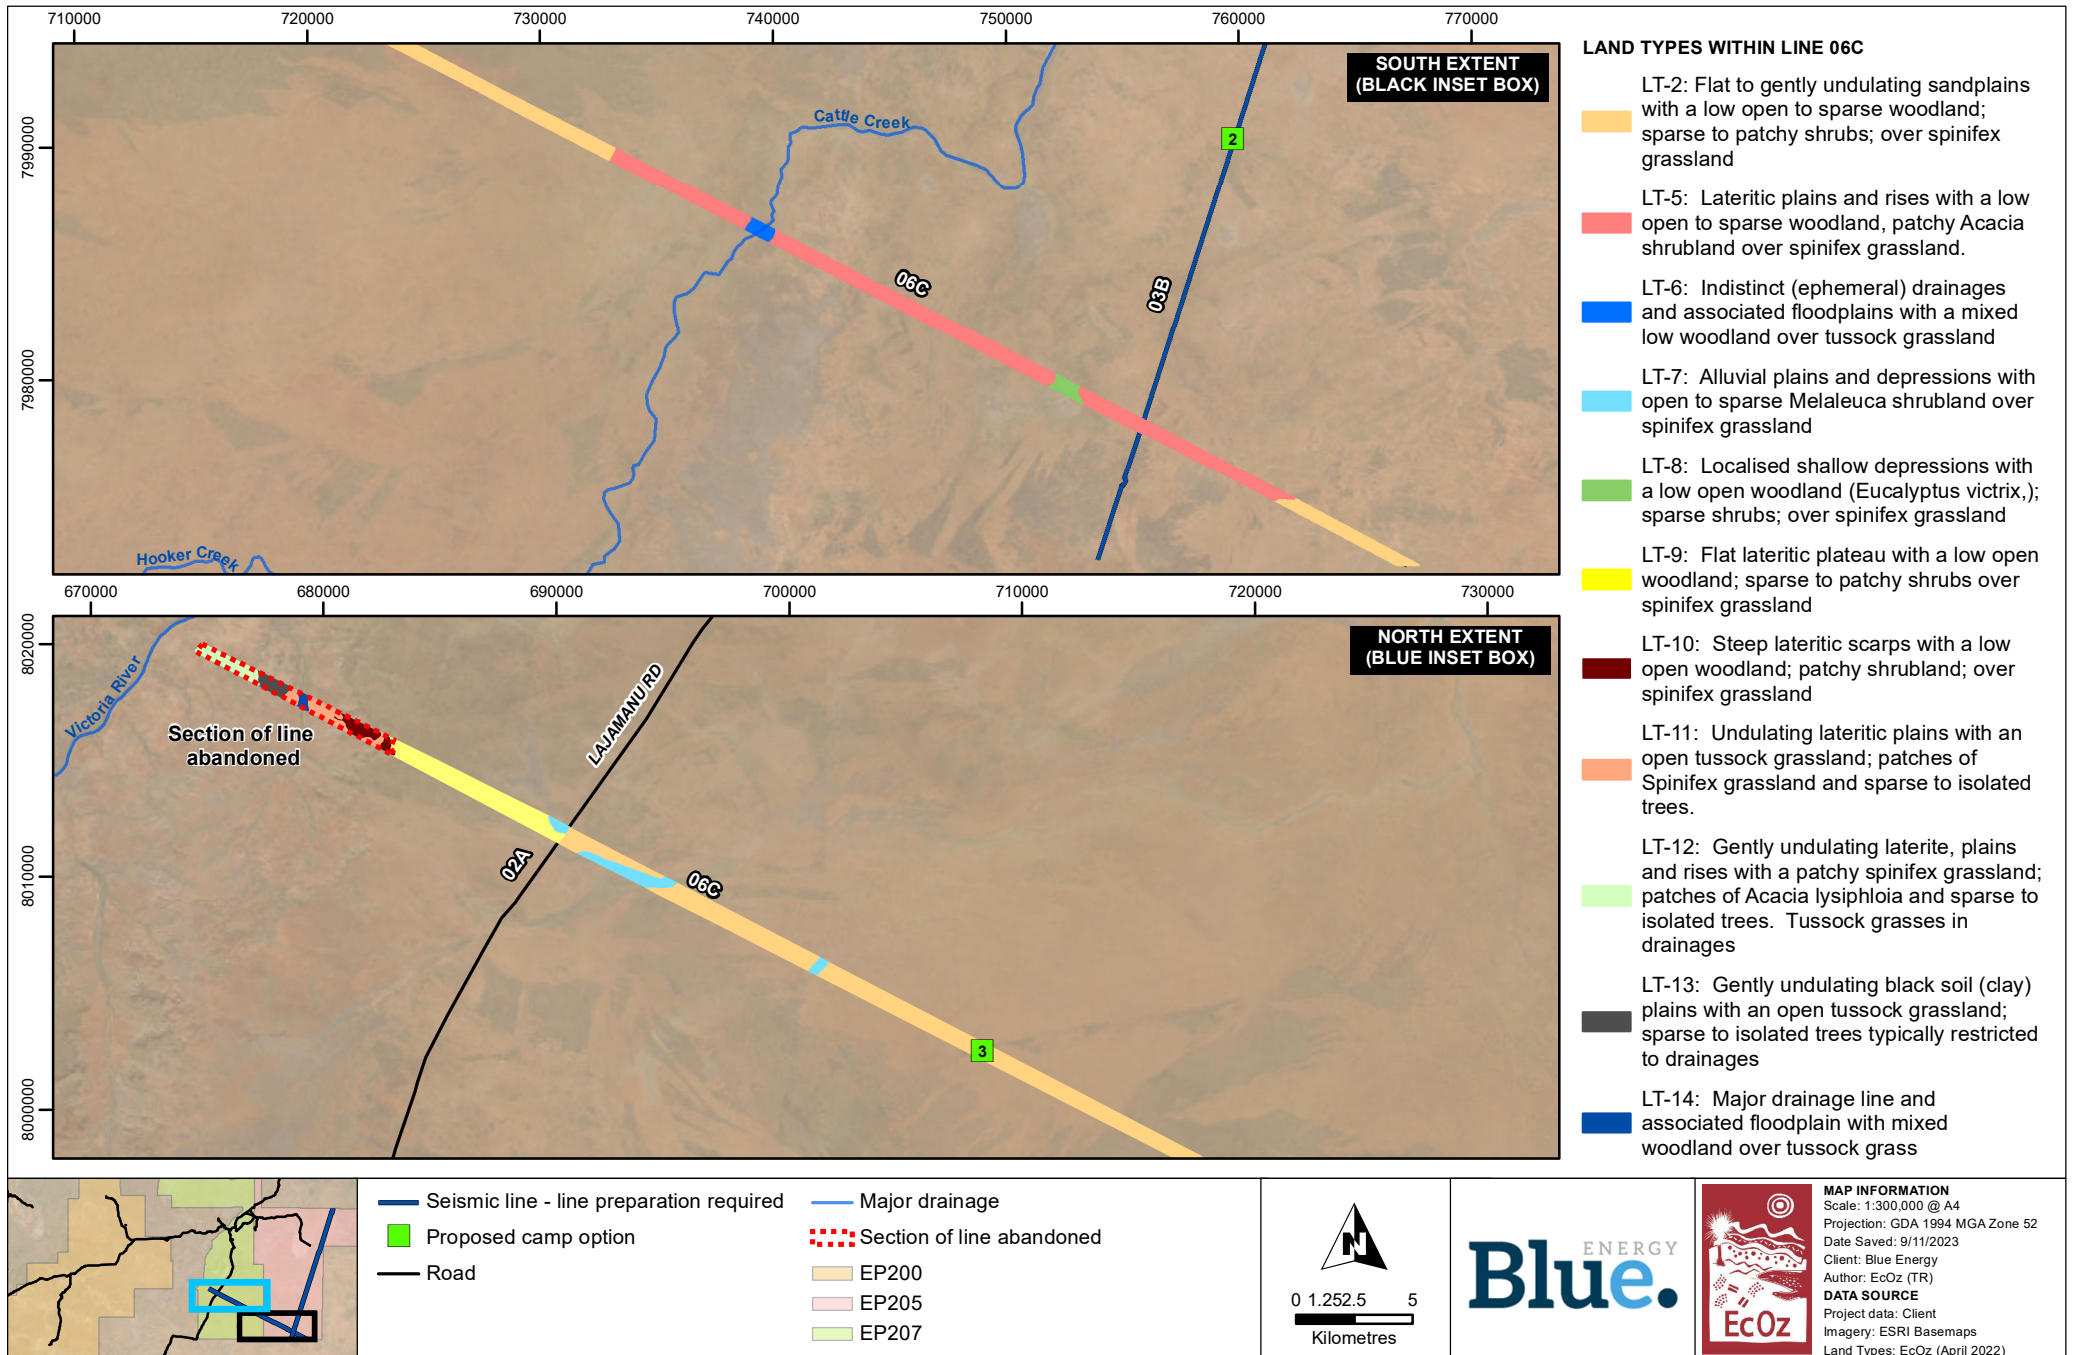 710000 720000 730000 740000 750000 760000 770000
7990000
7980000
SOUTH EXTENT
(BLACK INSET BOX)
Cattle Creek
2
06C
03B
Hooker Creek
670000 680000 690000 700000 710000 720000 730000
8020000
8010000
8000000
NORTH EXTENT
(BLUE INSET BOX)
Victoria River
Section of line
abandoned
LAJAMANU RD
02A
06C
3
LAND TYPES WITHIN LINE 06C
LT-2: Flat to gently undulating sandplains
with a low open to sparse woodland;
sparse to patchy shrubs; over spinifex
grassland
LT-5: Lateritic plains and rises with a low
open to sparse woodland, patchy Acacia
shrubland over spinifex grassland.
LT-6: Indistinct (ephemeral) drainages
and associated floodplains with a mixed
low woodland over tussock grassland
LT-7: Alluvial plains and depressions with
open to sparse Melaleuca shrubland over
spinifex grassland
LT-8: Localised shallow depressions with
a low open woodland (Eucalyptus victrix,);
sparse shrubs; over spinifex grassland
LT-9: Flat lateritic plateau with a low open
woodland; sparse to patchy shrubs over
spinifex grassland
LT-10: Steep lateritic scarps with a low
open woodland; patchy shrubland; over
spinifex grassland
LT-11: Undulating lateritic plains with an
open tussock grassland; patches of
Spinifex grassland and sparse to isolated
trees.
LT-12: Gently undulating laterite, plains
and rises with a patchy spinifex grassland;
patches of Acacia lysiphloia and sparse to
isolated trees. Tussock grasses in
drainages
LT-13: Gently undulating black soil (clay)
plains with an open tussock grassland;
sparse to isolated trees typically restricted
to drainages
LT-14: Major drainage line and
associated floodplain with mixed
woodland over tussock grass
Seismic line - line preparation required
Proposed camp option
Road
Major drainage
Section of line abandoned
EP200
EP205
EP207
N
0 1.252.5 5
Kilometres
ENERGY
Blue.
EcOz
MAP INFORMATION
Scale: 1:300,000 @ A4
Projection: GDA 1994 MGA Zone 52
Date Saved: 9/11/2023
Client: Blue Energy
Author: EcOz (TR)
DATA SOURCE
Project data: Client
Imagery: ESRI Basemaps
Land Types: EcOz (April 2022)